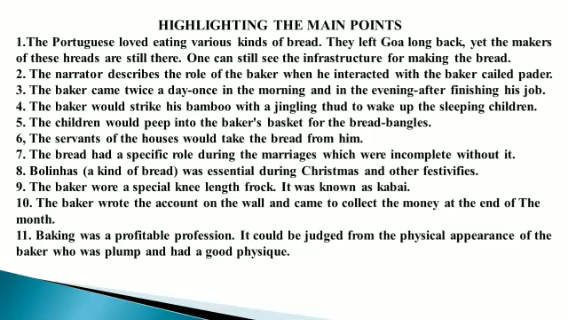 HIGHLIGHTING THE MAIN POINTS
1.The Portuguese loved eating various kinds of bread. They left Goa long back, yet the makers
of these hreads are still there. One can still see the infrastructure for making the bread.
2. The narrator describes the role of the baker when he interacted with the baker cailed pader.
3. The baker came twice a day-once in the morning and in the evening-after finishing his job.
4. The baker would strike his bamboo with a jingling thud to wake up the sleeping children.
5. The children would peep into the baker's basket for the bread-bangles.
6, The servants of the houses would take the bread from him.
7. The bread had a specific role during the marriages which were incomplete without it.
8. Bolinhas (a kind of bread) was essential during Christmas and other festivifies.
9. The baker wore a special knee length frock. It was known as kabai.
10. The baker wrote the account on the wall and came to collect the money at the end of The
month.
11. Baking was a profitable profession. It could be judged from the physical appearance of the
baker who was plump and had a good physique.